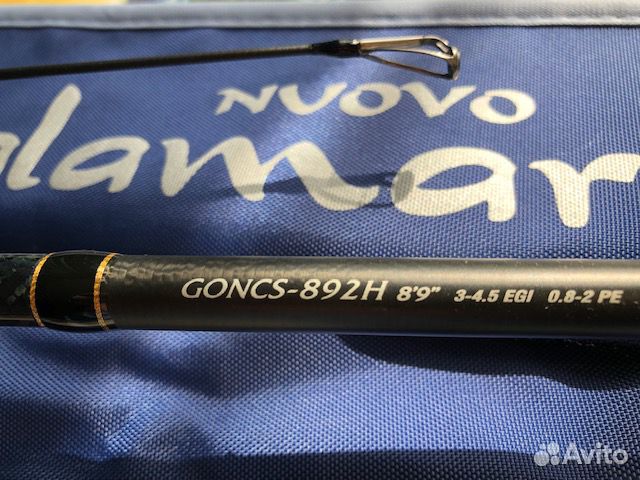 NUOVO
alamar
GONCS-892H 8'9" 3-4.5 EGI 0.8-2 PE
Avito